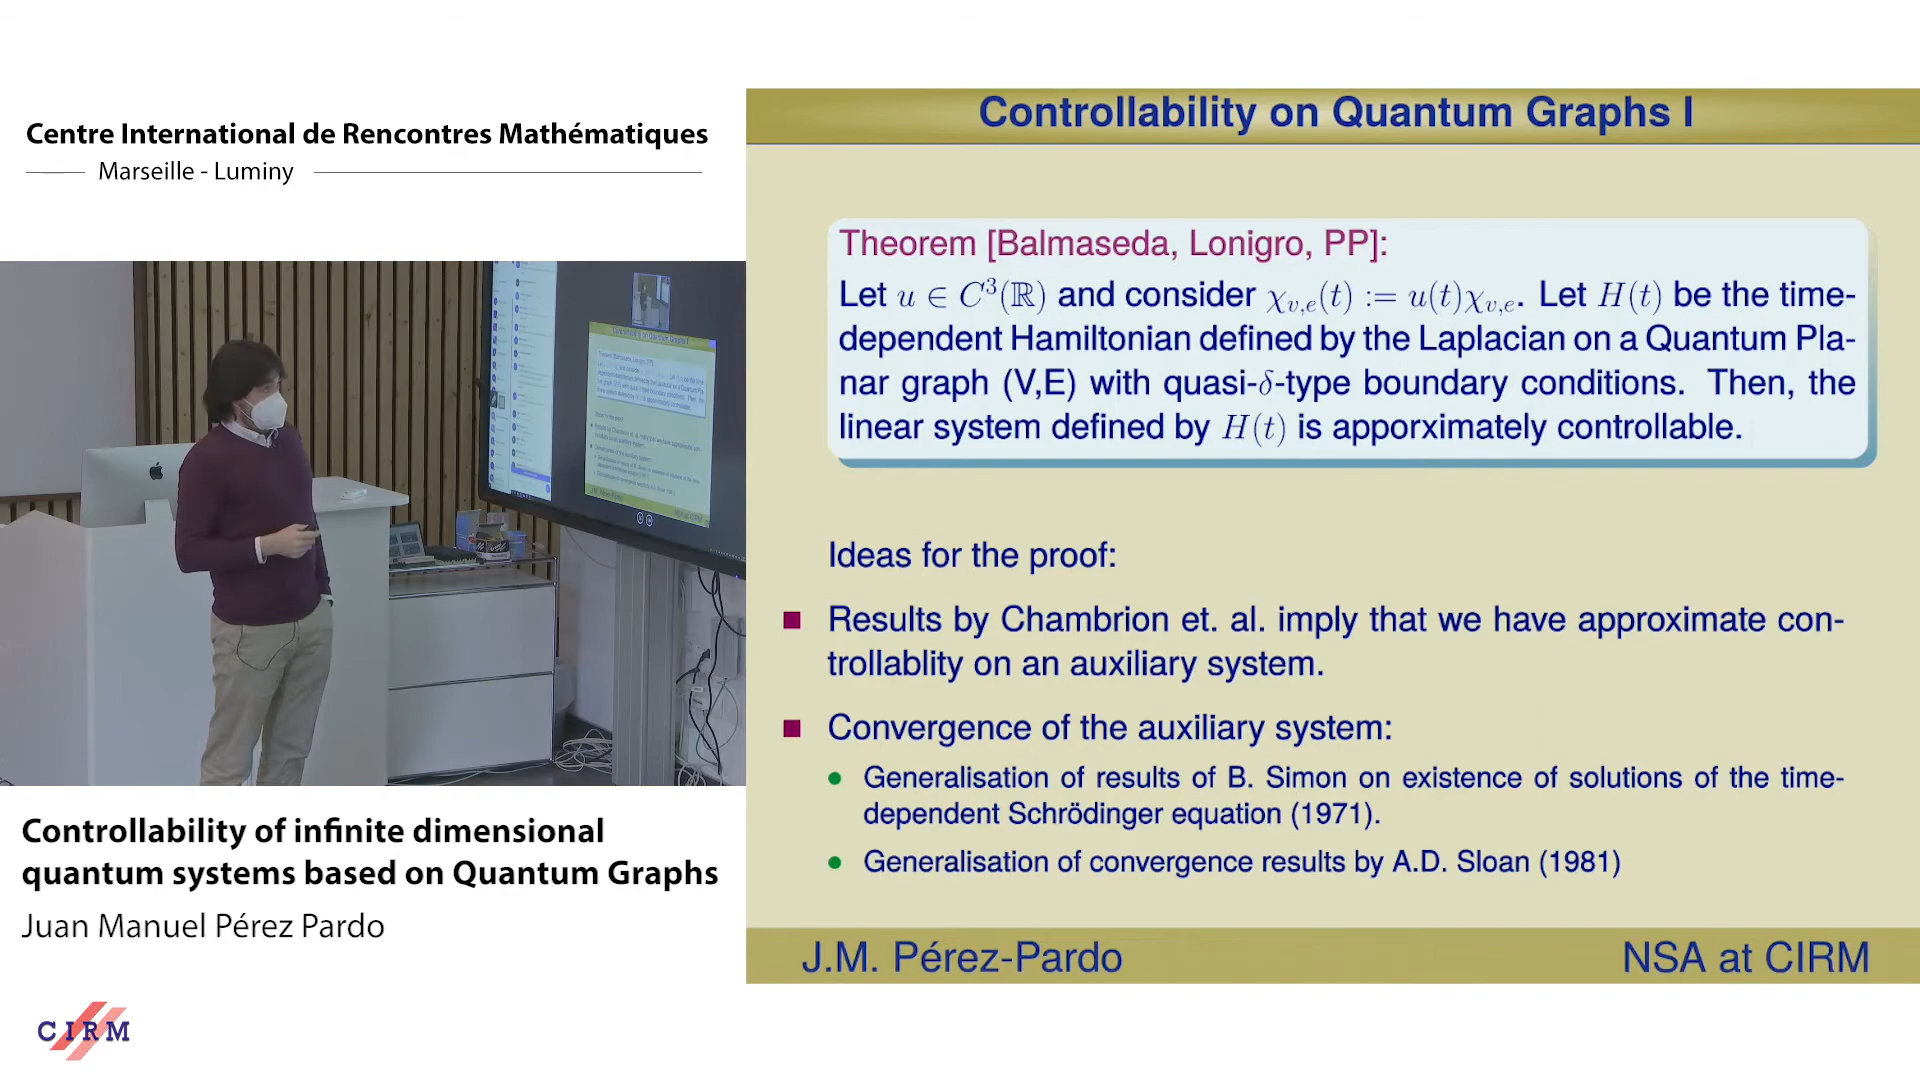 Centre International de Rencontres Mathématiques
Marseille - Luminy
Controllability of infinite dimensional
quantum systems based on Quantum Graphs
Juan Manuel Pérez Pardo
CIRM
Controllability on Quantum Graphs I
Theorem [Balmaseda, Lonigro, PP]:
Let u ∈ C³(ℝ) and consider χ_{v,e}(t) := u(t)χ_{v,e}. Let H(t) be the time-
dependent Hamiltonian defined by the Laplacian on a Quantum Pla-
nar graph (V,E) with quasi-δ-type boundary conditions. Then, the
linear system defined by H(t) is apporximately controllable.
Ideas for the proof:
Results by Chambrion et. al. imply that we have approximate con-
trollablity on an auxiliary system.
Convergence of the auxiliary system:
Generalisation of results of B. Simon on existence of solutions of the time-
dependent Schrödinger equation (1971).
Generalisation of convergence results by A.D. Sloan (1981)
J.M. Pérez-Pardo
NSA at CIRM